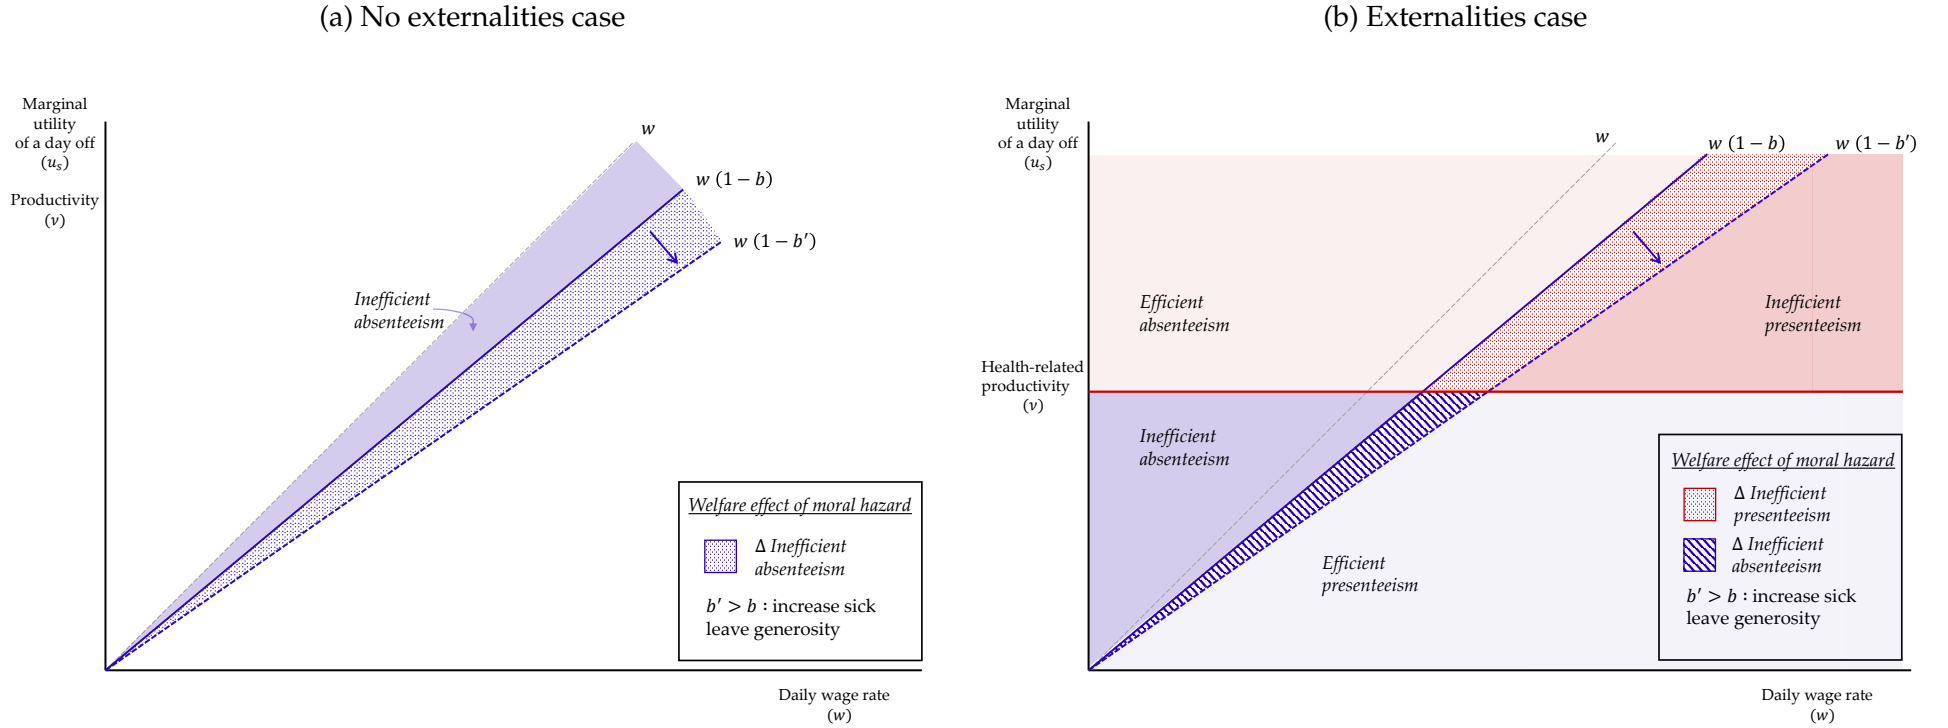 (a) No externalities case
Marginal
utility
of a day off
(u_s)
Productivity
(v)
w
w (1 − b)
w (1 − b′)
Inefficient
absenteeism
Welfare effect of moral hazard
Δ Inefficient
absenteeism
b′ > b : increase sick
leave generosity
Daily wage rate
(w)
(b) Externalities case
Marginal
utility
of a day off
(u_s)
w
w (1 − b)
w (1 − b′)
Efficient
absenteeism
Inefficient
presenteeism
Health-related
productivity
(v)
Inefficient
absenteeism
Efficient
presenteeism
Welfare effect of moral hazard
Δ Inefficient
presenteeism
Δ Inefficient
absenteeism
b′ > b : increase sick
leave generosity
Daily wage rate
(w)